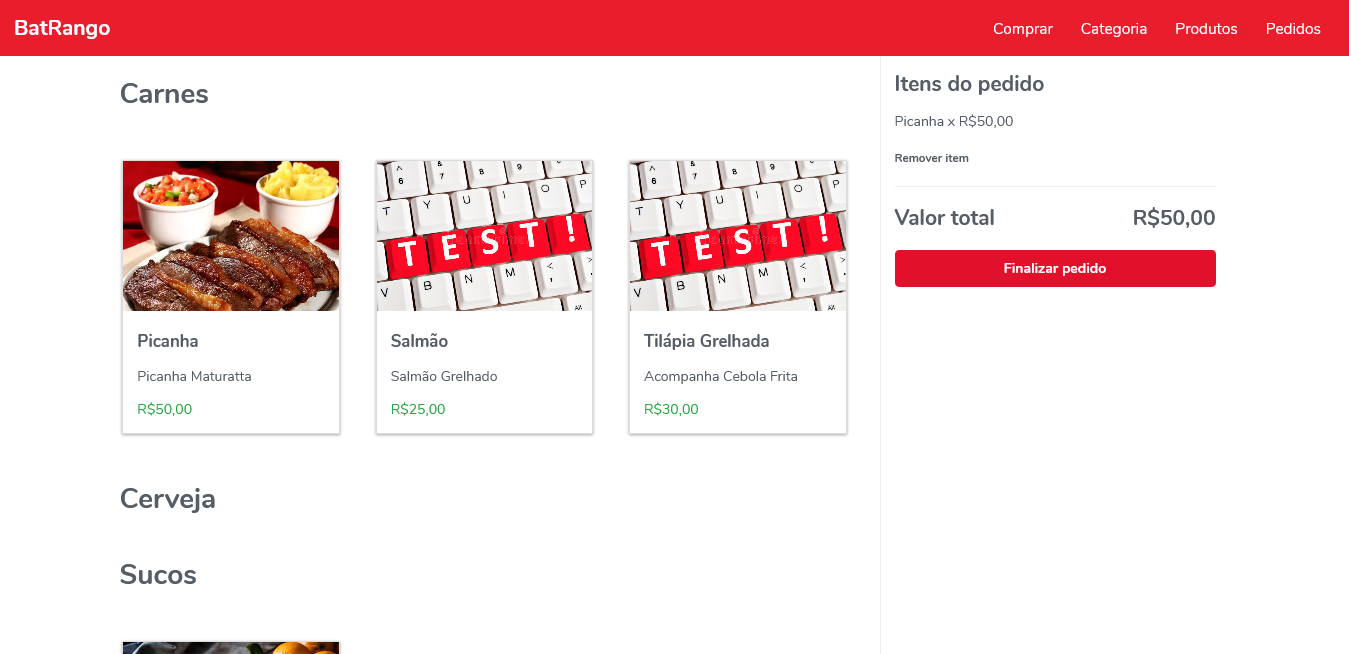 BatRango
Comprar Categoria Produtos Pedidos
Carnes
TEST!
TEST!
Picanha
Picanha Maturatta
R$50,00
Salmão
Salmão Grelhado
R$25,00
Tilápia Grelhada
Acompanha Cebola Frita
R$30,00
Cerveja
Sucos
Itens do pedido
Picanha x R$50,00
Remover item
Valor total R$50,00
Finalizar pedido